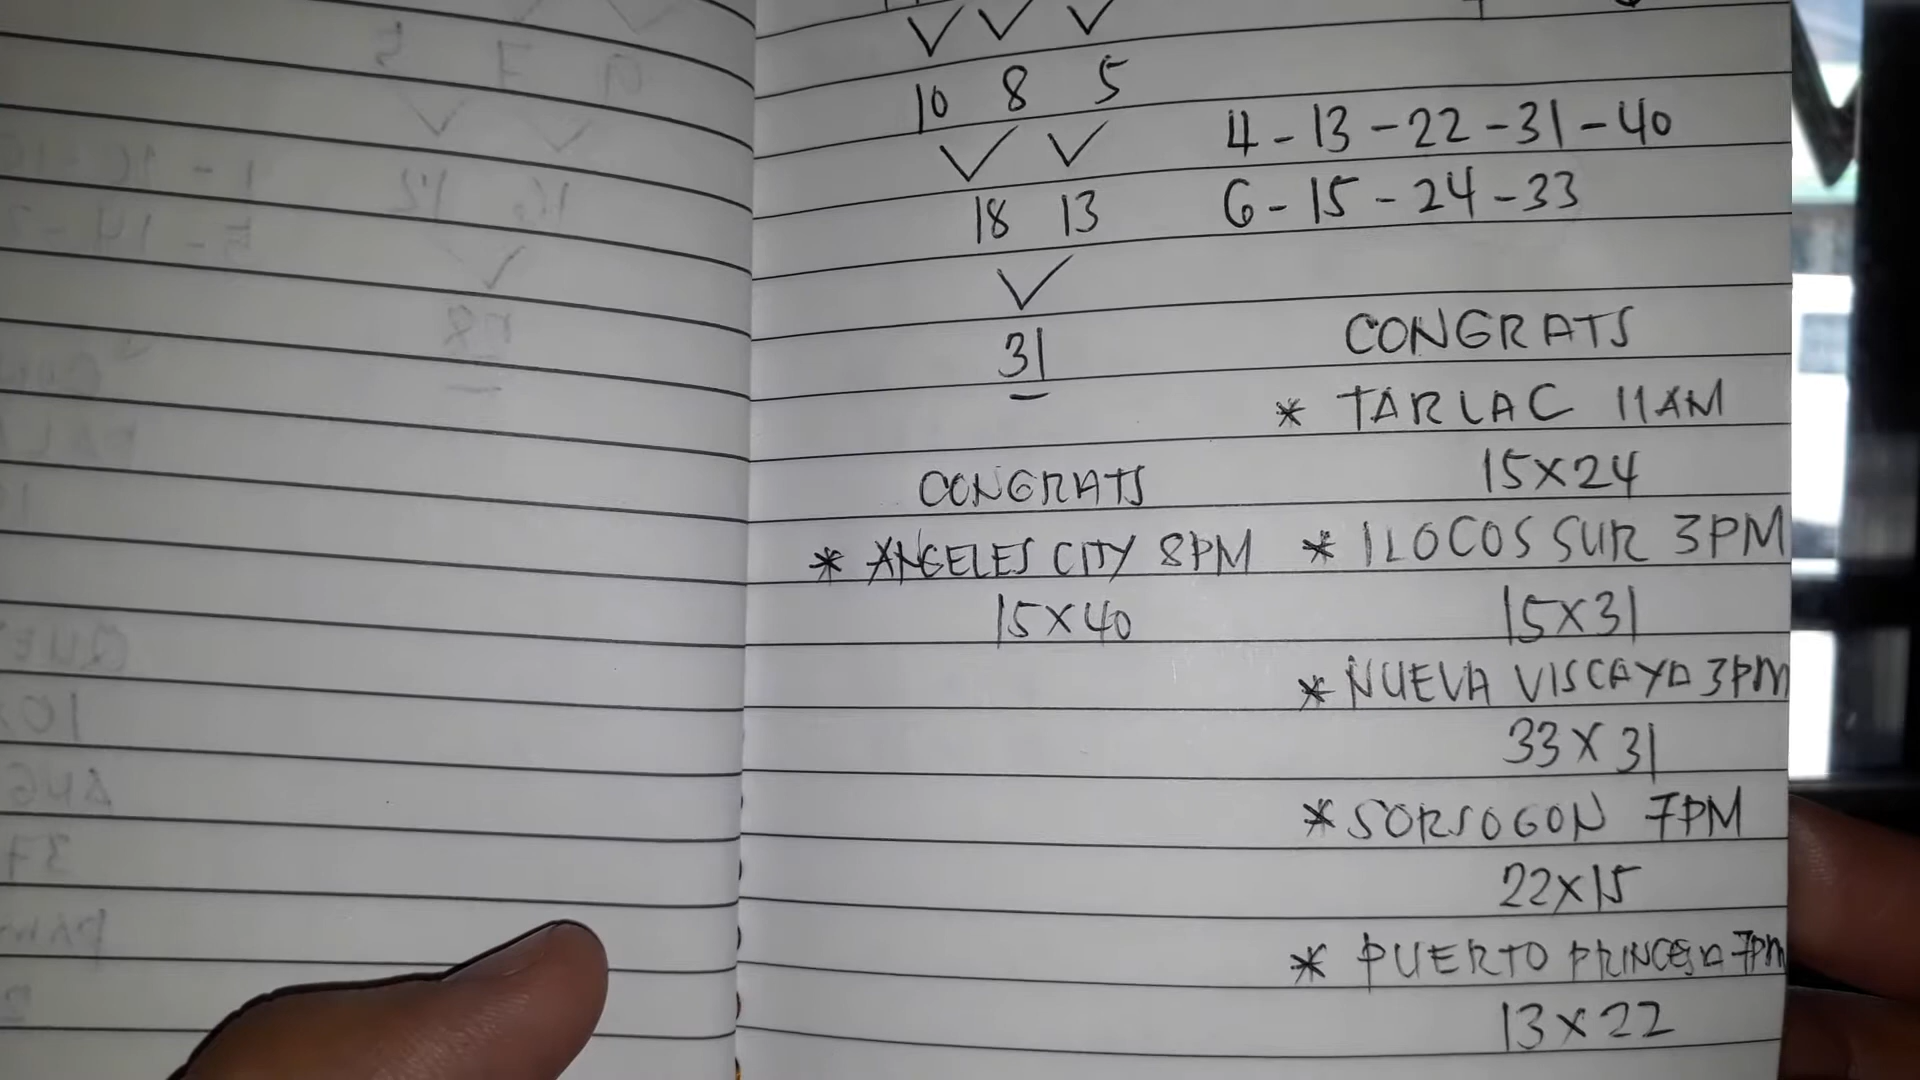 10 8 5
4-13-22-31-40
18 13
6-15-24-33
31
CONGRATS
* ANGELES CITY 8PM
15X40
CONGRATS
* TARLAC 11AM
15X24
* ILOCOS SUR 3PM
15X31
* NUEVA VISCAYA 3PM
33X31
* SORSOGON 7PM
22X15
* PUERTO PRINCESA 7PM
13X22